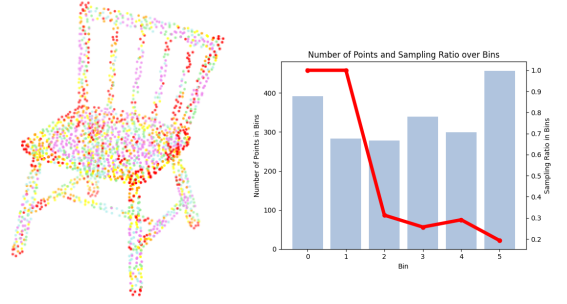 Number of Points and Sampling Ratio over Bins
Number of Points in Bins
400
300
200
100
0
1.0
0.9
0.8
0.7
0.6
0.5
0.4
0.3
0.2
Sampling Ratio in Bins
0 1 2 3 4 5
Bin